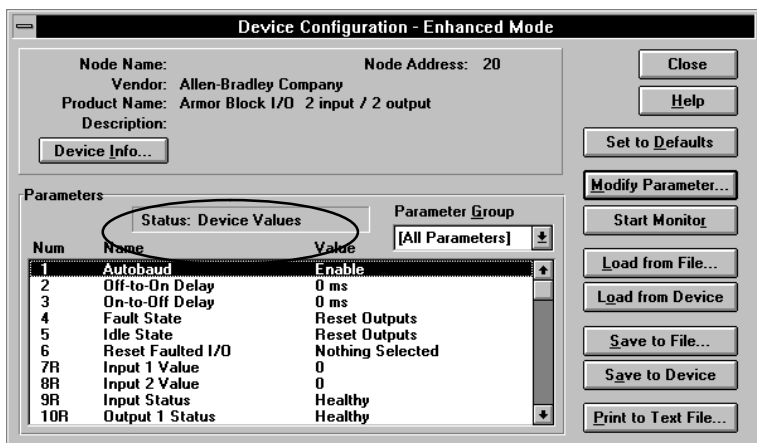 Device Configuration - Enhanced Mode
Node Name: Node Address: 20
Vendor: Allen-Bradley Company
Product Name: Armor Block I/O 2 input / 2 output
Description:
Device Info...
Close
Help
Set to Defaults
Modify Parameter...
Start Monitor
Load from File...
Load from Device
Save to File...
Save to Device
Print to Text File...
Parameters
Status: Device Values
Parameter Group
[All Parameters]
Num Name Value
1 Autobaud Enable
2 Off-to-On Delay 0 ms
3 On-to-Off Delay 0 ms
4 Fault State Reset Outputs
5 Idle State Reset Outputs
6 Reset Faulted I/O Nothing Selected
7R Input 1 Value 0
8R Input 2 Value 0
9R Input Status Healthy
10R Output 1 Status Healthy